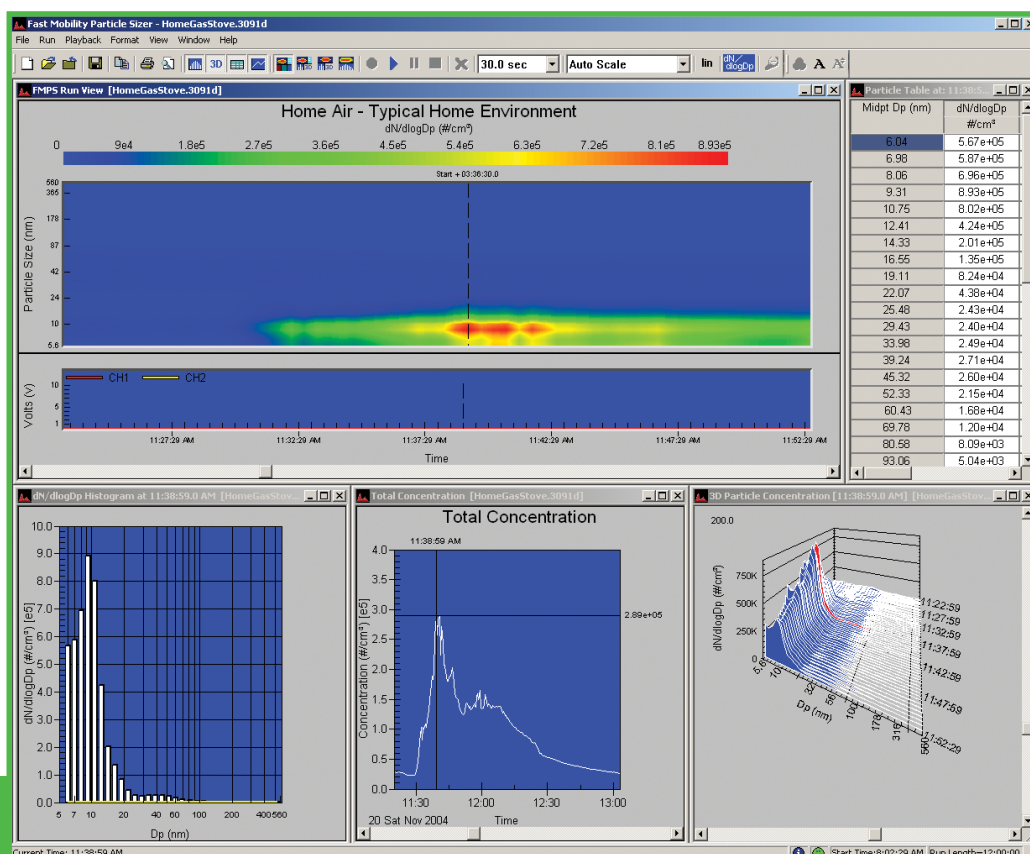 Fast Mobility Particle Sizer - HomeGasStove.3091d
File Run Playback Format View Window Help
3D 30.0 sec Auto Scale lin dN/dlogDp A A
FMPS Run View [HomeGasStove.3091d]
Home Air - Typical Home Environment
dN/dlogDp (#/cm³)
0 9e4 1.8e5 2.7e5 3.6e5 4.5e5 5.4e5 6.3e5 7.2e5 8.1e5 8.93e5
Start + 03:36:30.0
Particle Size (nm)
560
365
178
87
42
24
10
5.6
CH1 CH2
Volts (v)
10
5
1
11:27:29 AM 11:32:29 AM 11:37:29 AM 11:42:29 AM 11:47:29 AM 11:52:29 AM
Time
Particle Table at: 11:38:5...
Midpt Dp (nm) dN/dlogDp
#/cm³
6.04 5.67e+05
6.98 5.87e+05
8.06 6.96e+05
9.31 8.93e+05
10.75 8.02e+05
12.41 4.24e+05
14.33 2.01e+05
16.55 1.35e+05
19.11 8.24e+04
22.07 4.38e+04
25.48 2.43e+04
29.43 2.40e+04
33.98 2.49e+04
39.24 2.71e+04
45.32 2.60e+04
52.33 2.15e+04
60.43 1.68e+04
69.78 1.20e+04
80.58 8.09e+03
93.06 5.04e+03
dN/dlogDp Histogram at 11:38:59.0 AM [HomeGasStov...
dN/dlogDp (#/cm³) [e5]
10.0
9.0
8.0
7.0
6.0
5.0
4.0
3.0
2.0
1.0
0.0
5 7 10 20 40 60 100 200 400 560
Dp (nm)
Total Concentration [HomeGasStove.3091d]
Total Concentration
11:38:59 AM
Concentration (#/cm³) [e5]
4.0
3.5
3.0
2.5
2.0
1.5
1.0
0.5
0.0
2.89e+05
11:30 12:00 12:30 13:00
20 Sat Nov 2004 Time
3D Particle Concentration [11:38:59.0 AM] [HomeGasStov...
200.0
dN/dlogDp (#/cm³)
750K
500K
250K
0
5.6 10 32 56 100 178 316 560
Dp (nm)
11:22:59
11:27:59
11:32:59
11:37:59
11:42:59
11:47:59
11:52:29
Current Time: 11:38:59 AM Start Time:8:02:29 AM Run Length=12:00:00